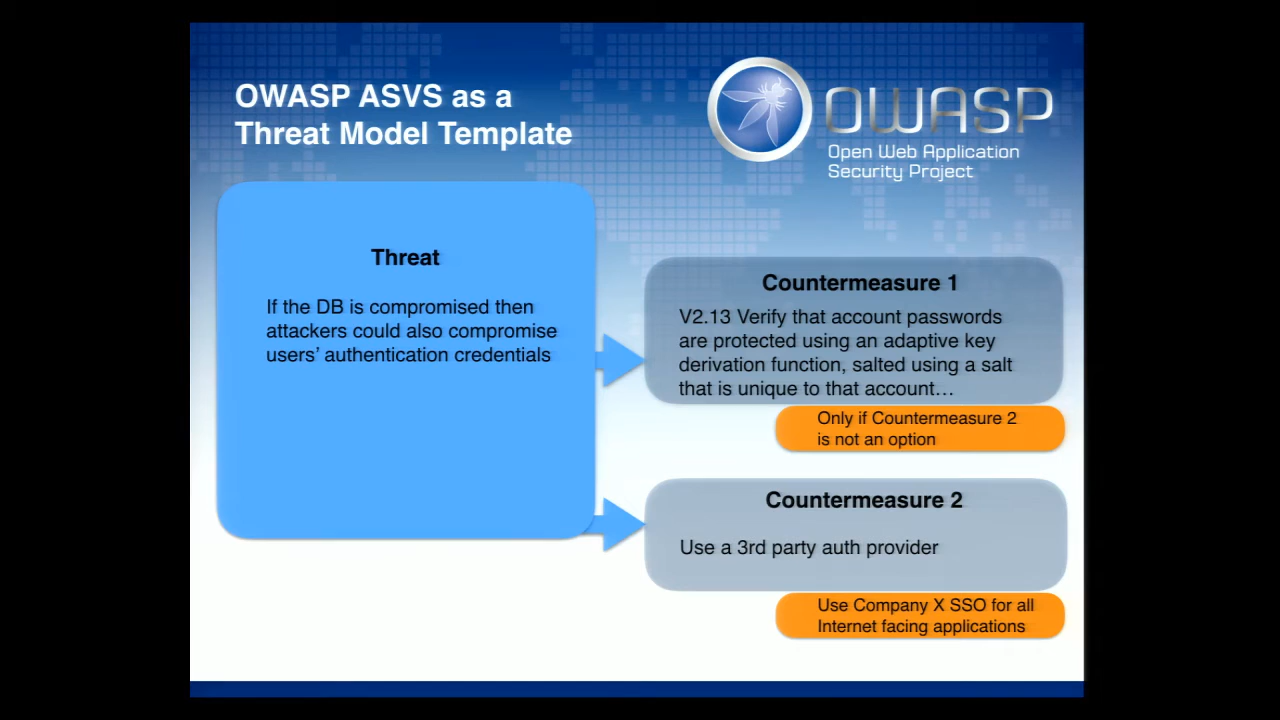 OWASP ASVS as a
Threat Model Template
OWASP
Open Web Application
Security Project
Threat
If the DB is compromised then
attackers could also compromise
users’ authentication credentials
Countermeasure 1
V2.13 Verify that account passwords
are protected using an adaptive key
derivation function, salted using a salt
that is unique to that account…
Only if Countermeasure 2
is not an option
Countermeasure 2
Use a 3rd party auth provider
Use Company X SSO for all
Internet facing applications